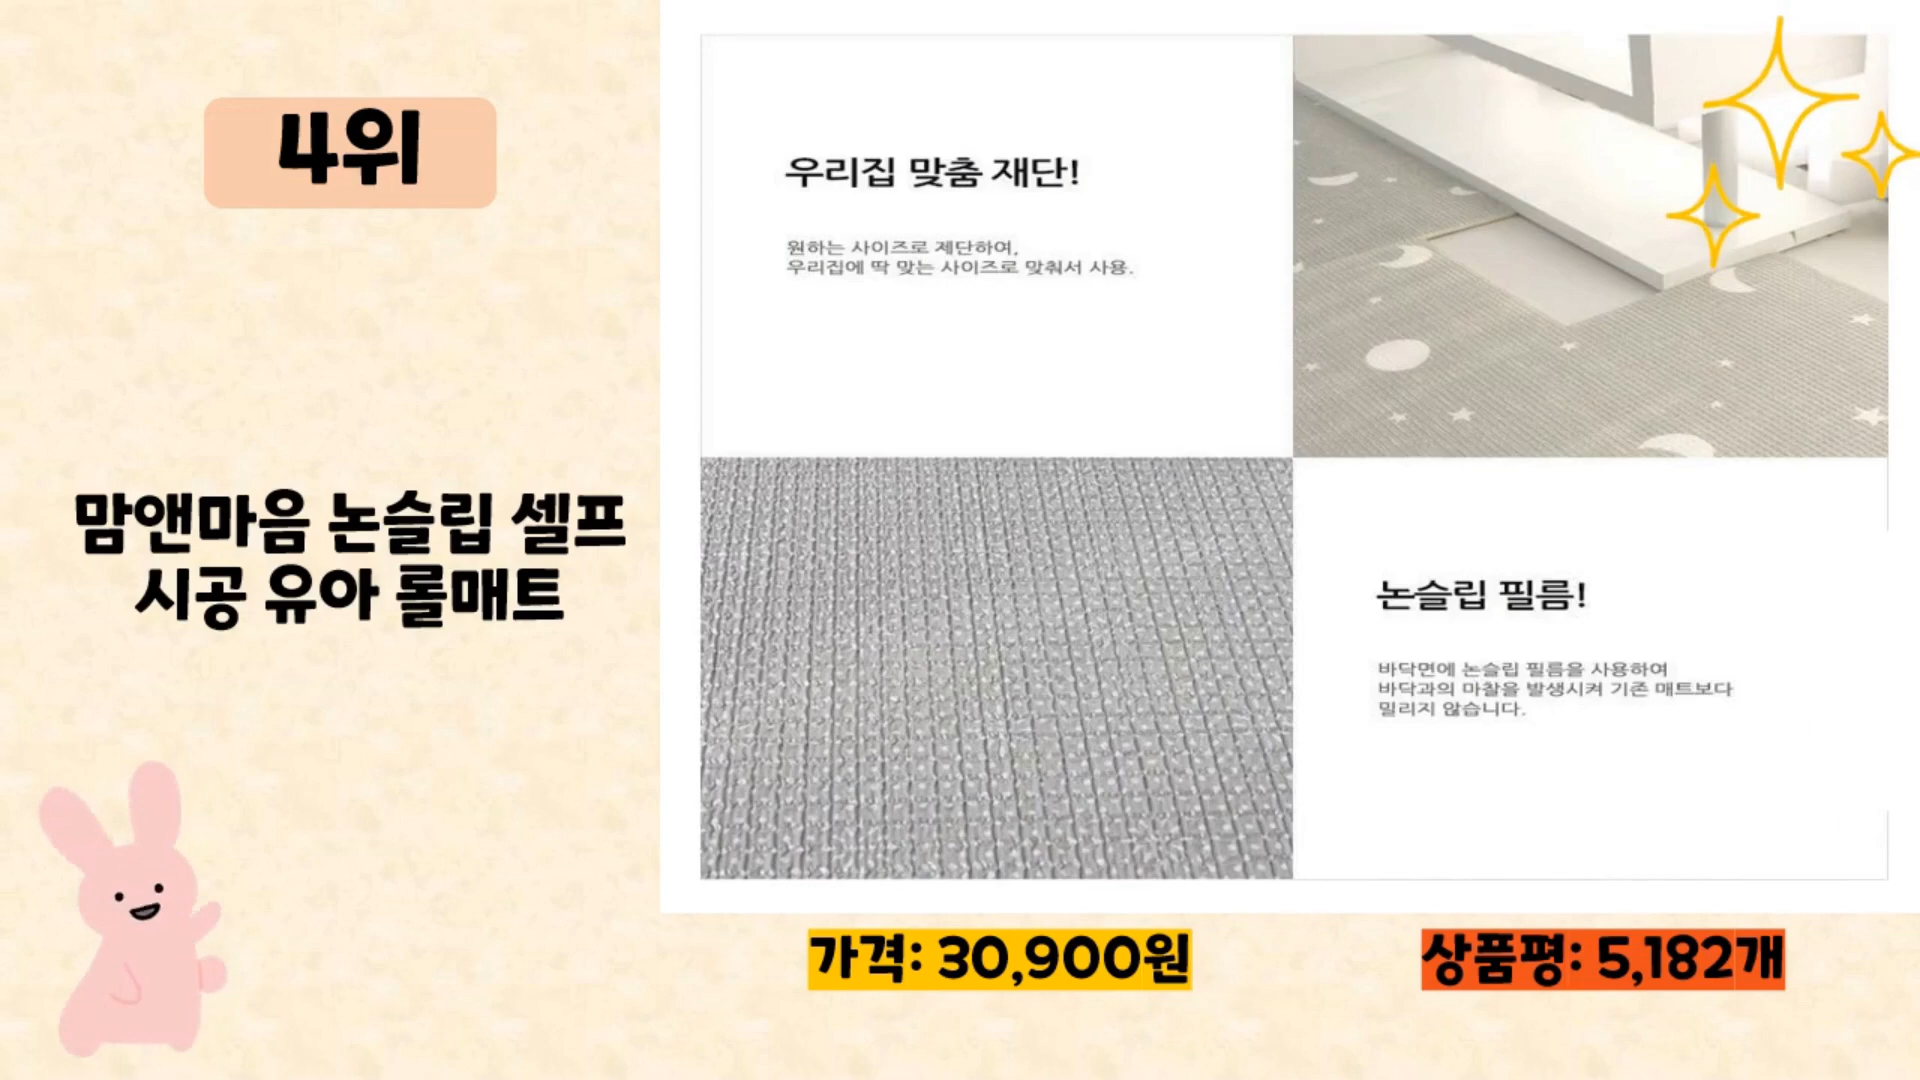 4위
맘앤마음 논슬립 셀프
시공 유아 롤매트
우리집 맞춤 재단!
원하는 사이즈로 제단하여,
우리집에 딱 맞는 사이즈로 맞춰서 사용.
논슬립 필름!
바닥면에 논슬립 필름을 사용하여
바닥과의 마찰을 발생시켜 기존 매트보다
밀리지 않습니다.
가격: 30,900원
상품평: 5,182개